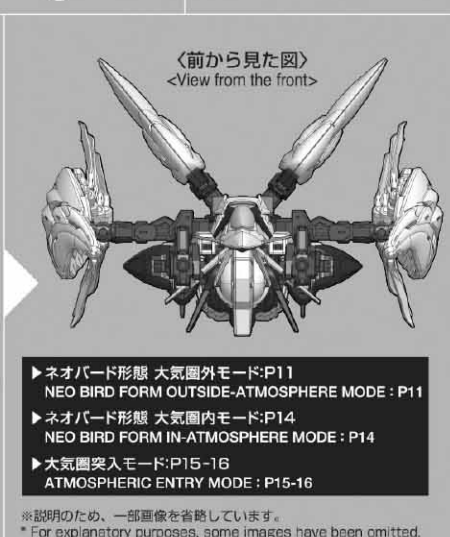 〈前から見た図〉
<View from the front>
▶ネオバード形態 大気圏外モード:P11
NEO BIRD FORM OUTSIDE-ATMOSPHERE MODE : P11
▶ネオバード形態 大気圏内モード:P14
NEO BIRD FORM IN-ATMOSPHERE MODE : P14
▶大気圏突入モード:P15-16
ATMOSPHERIC ENTRY MODE : P15-16
※説明のため、一部画像を省略しています。
* For explanatory purposes, some images have been omitted.